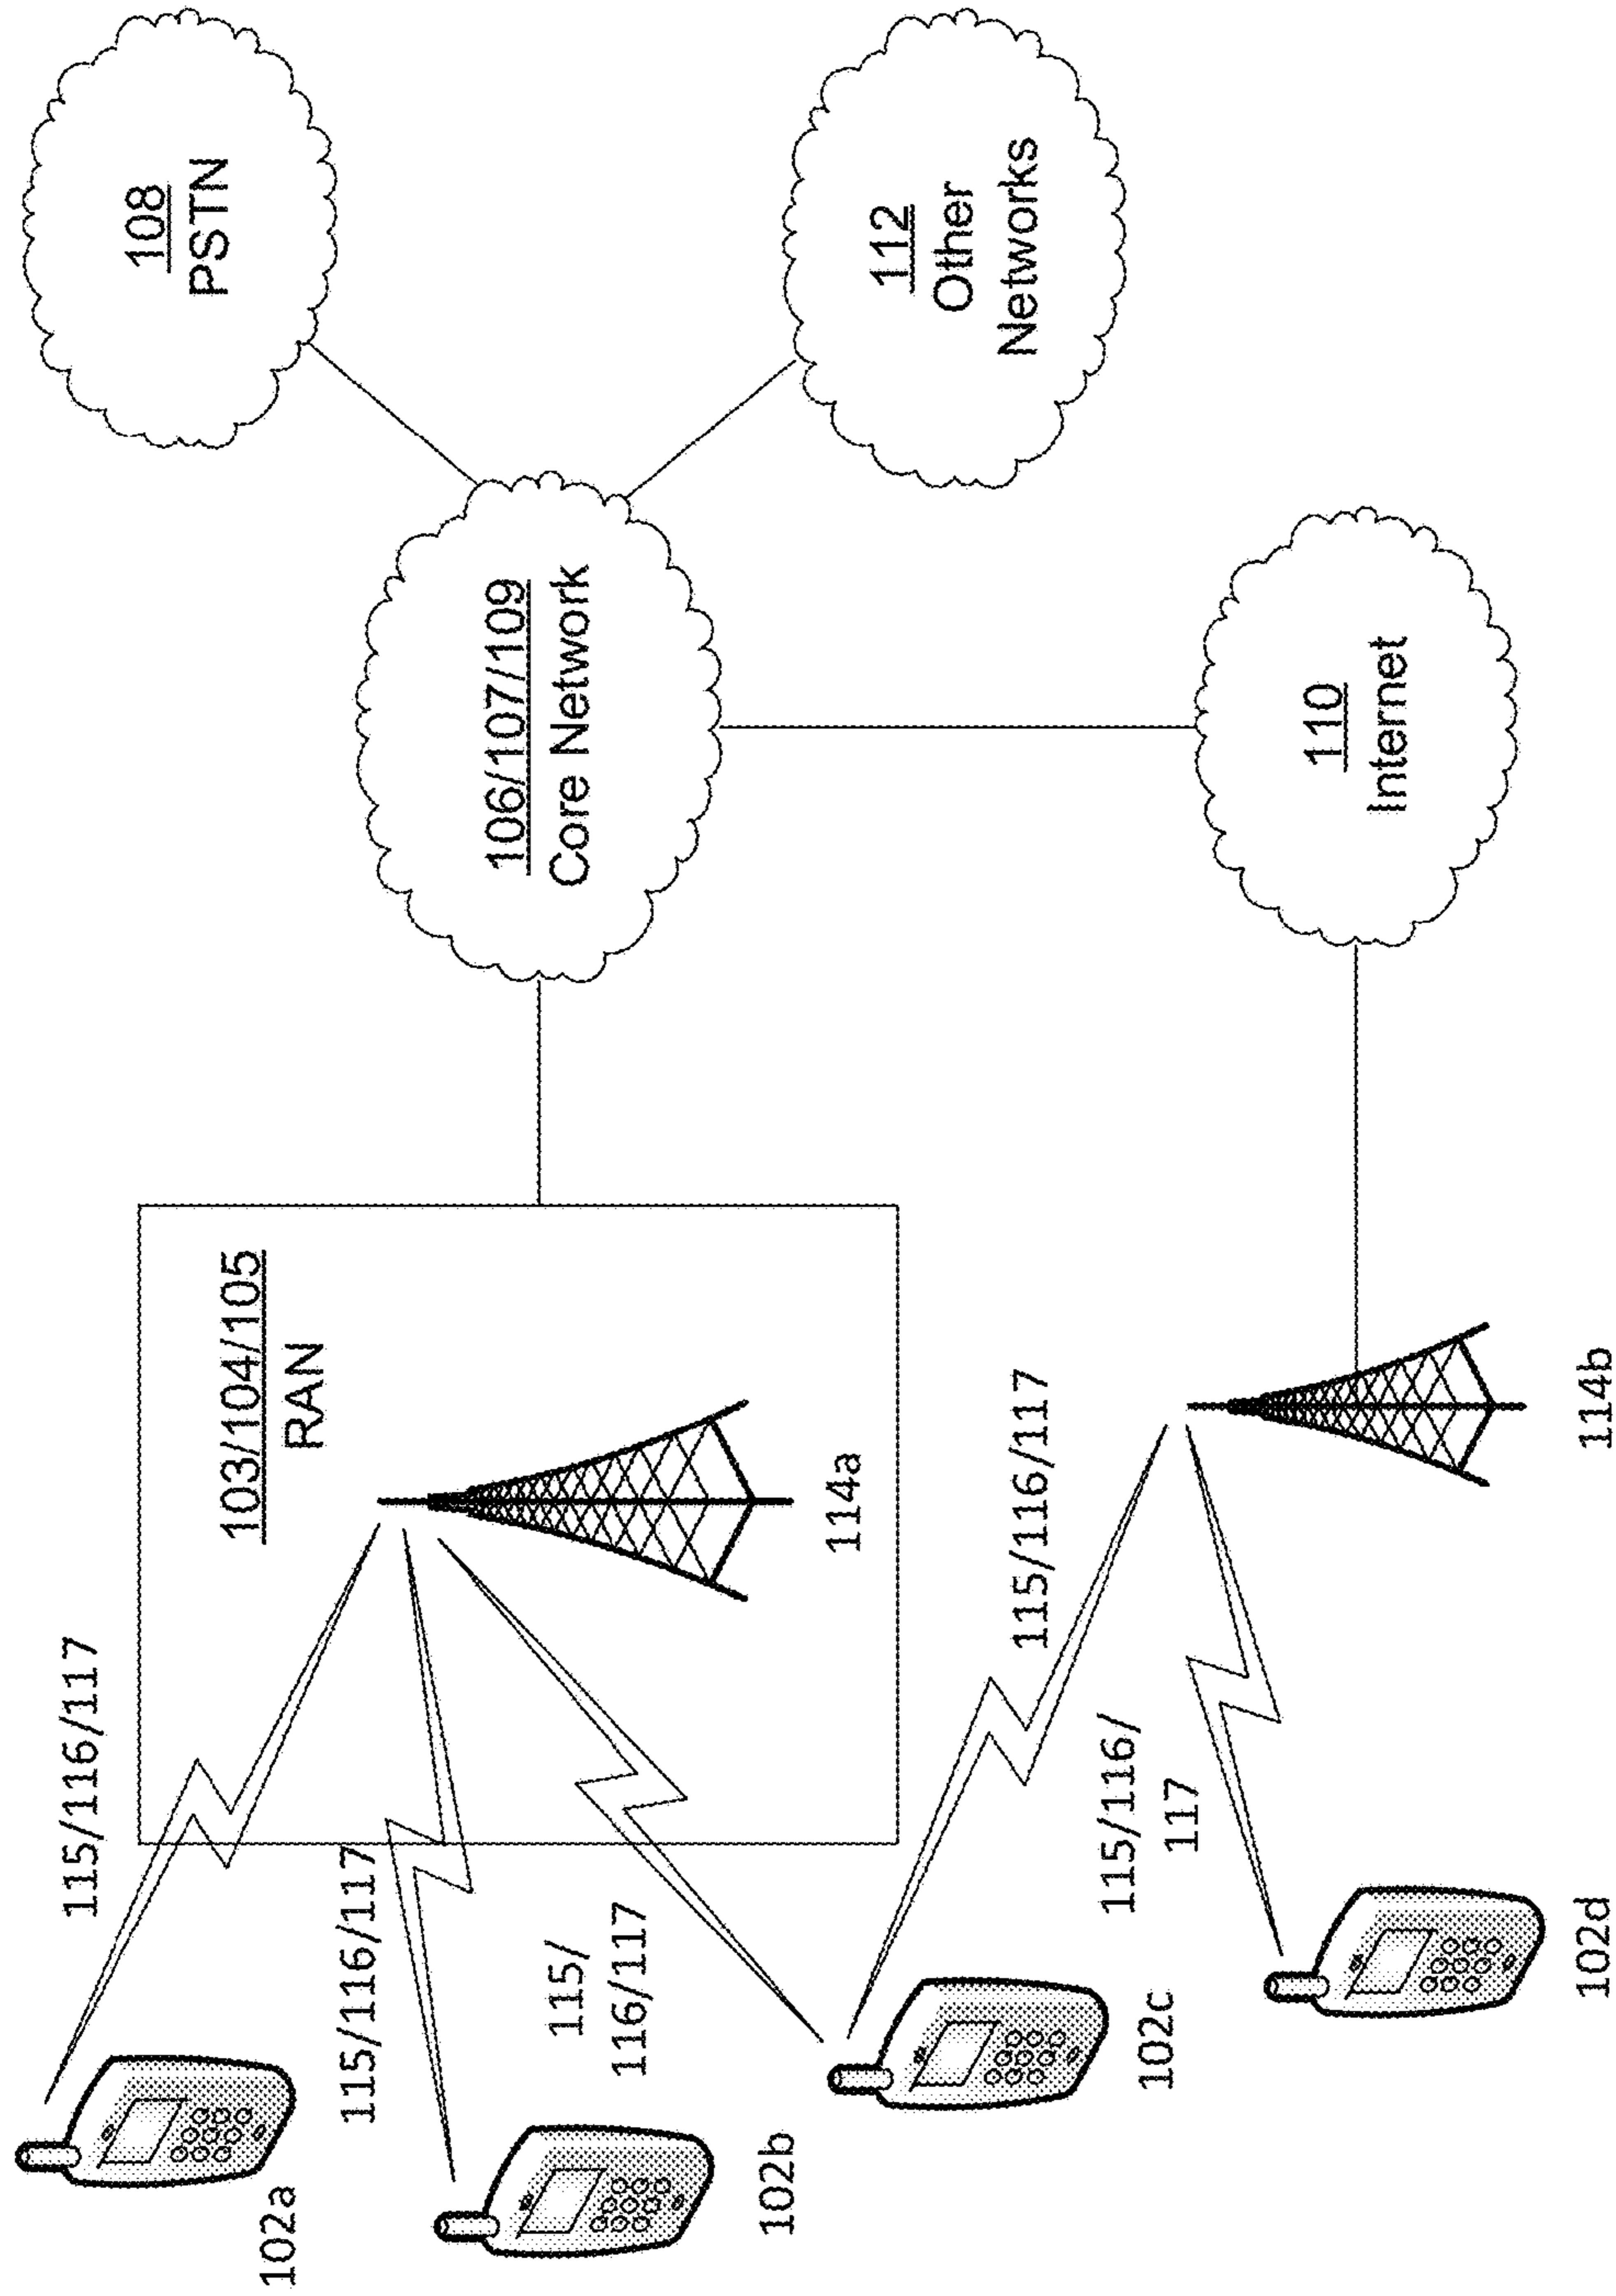 102a
115/116/117
103/104/105
RAN
108
PSTN
115/116/117
102b
115/
116/117
114a
106/107/109
Core Network
112
Other
Networks
102c
115/116/117
115/116/
117
102d
114b
110
Internet